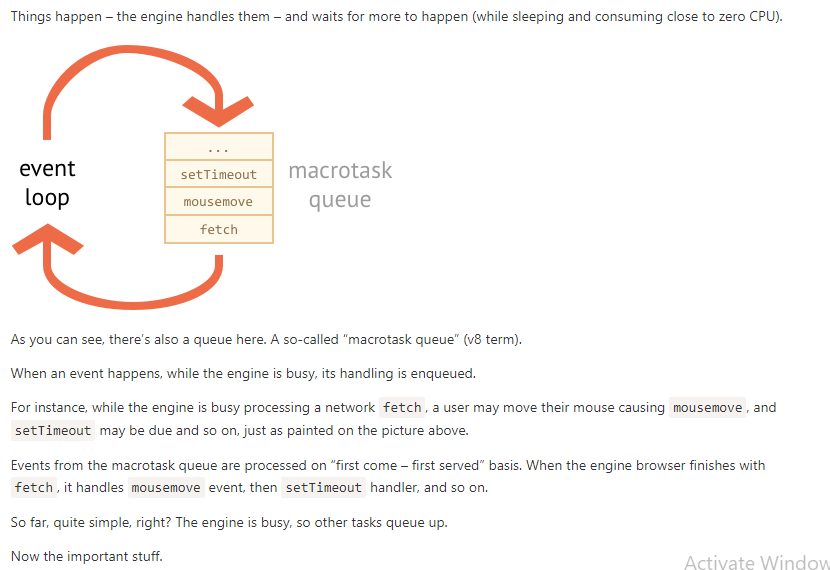 Things happen – the engine handles them – and waits for more to happen (while sleeping and consuming close to zero CPU).
event
loop
...
setTimeout
mousemove
fetch
macrotask
queue
As you can see, there's also a queue here. A so-called “macrotask queue” (v8 term).
When an event happens, while the engine is busy, its handling is enqueued.
For instance, while the engine is busy processing a network fetch, a user may move their mouse causing mousemove, and
setTimeout may be due and so on, just as painted on the picture above.
Events from the macrotask queue are processed on “first come – first served” basis. When the engine browser finishes with
fetch, it handles mousemove event, then setTimeout handler, and so on.
So far, quite simple, right? The engine is busy, so other tasks queue up.
Now the important stuff.
Activate Window